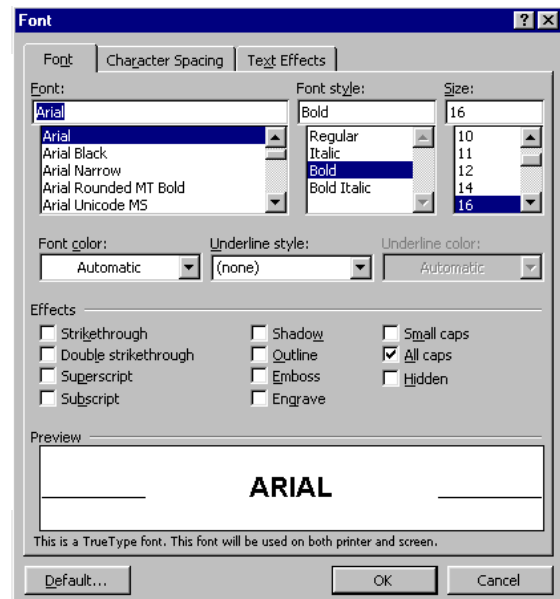 Font
Font Character Spacing Text Effects
Font: Font style: Size:
Arial Bold 16
Arial Regular 10
Arial Black Italic 11
Arial Narrow Bold 12
Arial Rounded MT Bold Bold Italic 14
Arial Unicode MS 16
Font color: Underline style: Underline color:
Automatic (none) Automatic
Effects
Strikethrough Shadow Small caps
Double strikethrough Outline All caps
Superscript Emboss Hidden
Subscript Engrave
Preview
ARIAL
This is a TrueType font. This font will be used on both printer and screen.
Default... OK Cancel